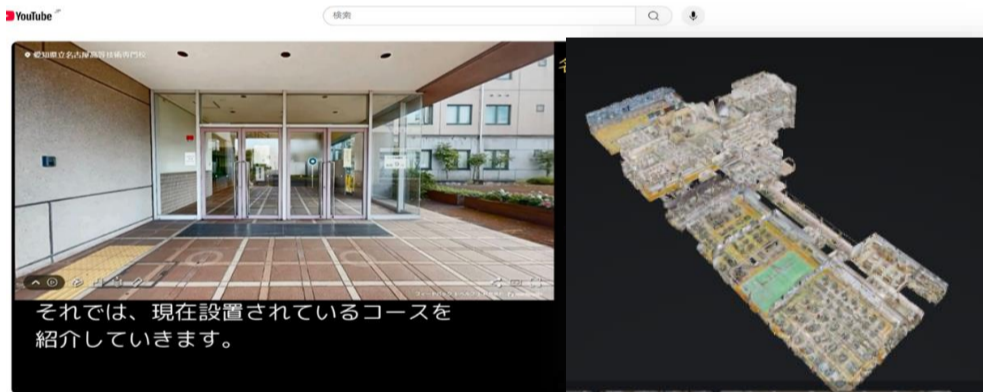 YouTube
JP
検索
愛知県立名古屋高等技術専門校
それでは、現在設置されているコースを
紹介していきます。